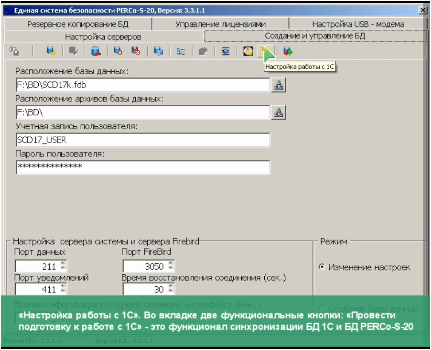 Единая система безопасности PERCo-S-20, Версия: 3.3.1.1
Резервное копирование БД
Управление лицензиями
Настройка USB - модема
Настройка серверов
Создание и управление БД
Настройка работы с 1С
Расположение базы данных:
F:\BD\SCD17k.fdb
Расположение архивов базы данных:
F:\BD\
Учетная запись пользователя:
SCD17_USER
Пароль пользователя:
**************
Настройка сервера системы и сервера Firebird
Режим
Порт данных
Порт FireBird
211
3050
Изменение настроек
Порт уведомлений
Время восстановления соединения (сек.)
411
30
«Настройка работы с 1С». Во вкладке две функциональные кнопки «Провести
подготовку к работе с 1С» - это функционал синхронизации БД 1С и БД PERCo-S-20